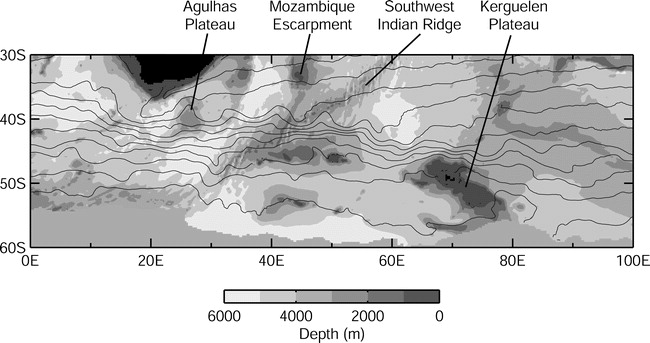 Agulhas
Plateau
Mozambique
Escarpment
Southwest
Indian Ridge
Kerguelen
Plateau
30S
40S
50S
60S
0E 20E 40E 60E 80E 100E
6000 4000 2000 0
Depth (m)